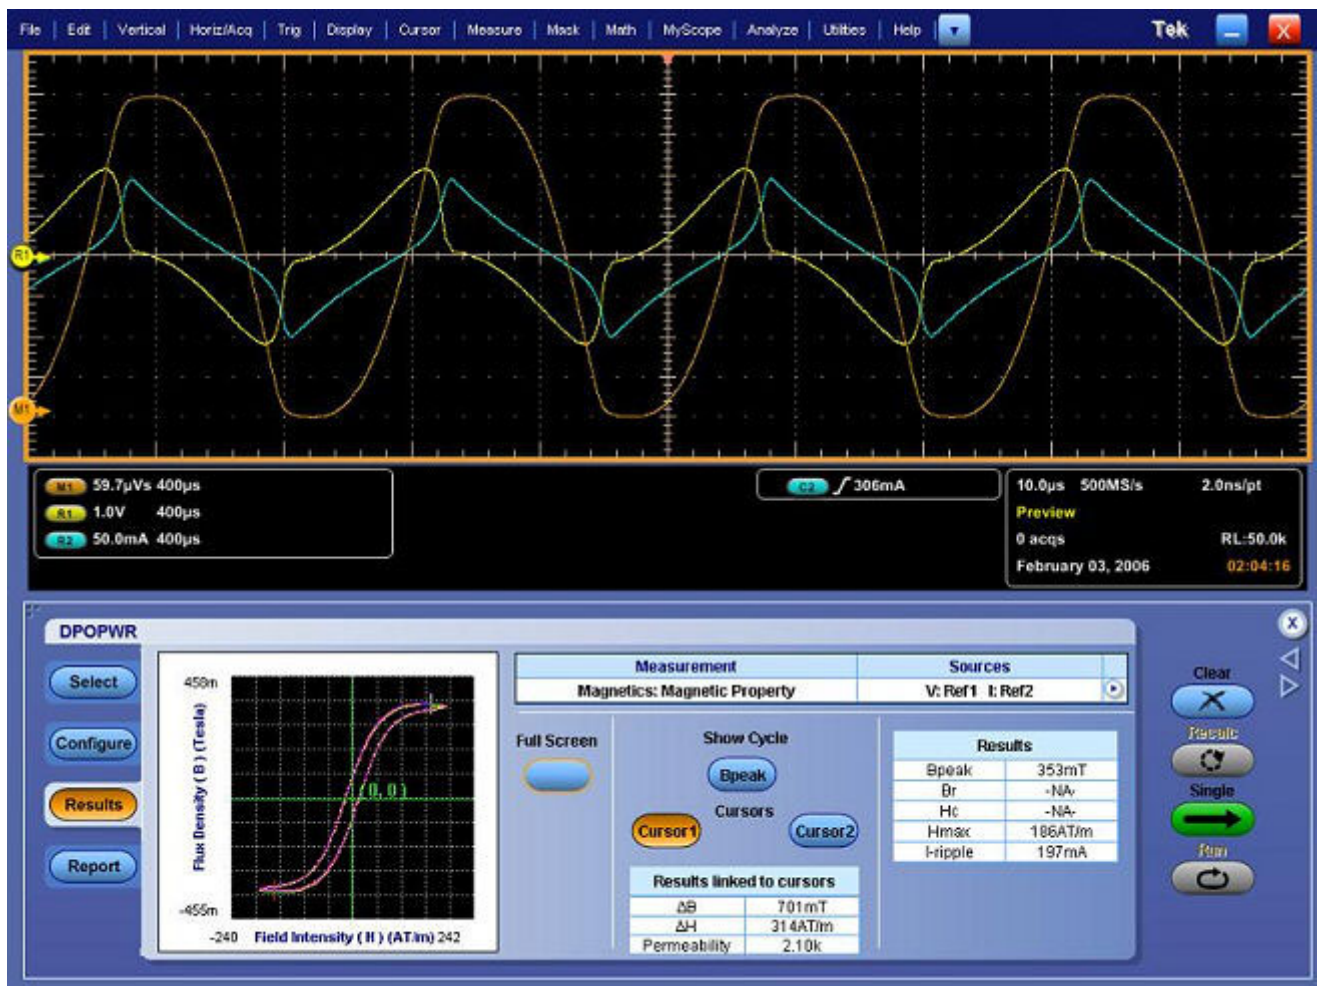 File Edit Vertical Horiz/Acq Trig Display Cursor Measure Mask Math MyScope Analyze Utilities Help Tek X
R1
M1
M1 59.7µVs 400µs
R1 1.0V 400µs
R2 50.0mA 400µs
C2 306mA
10.0µs 500MS/s 2.0ns/pt
Preview
0 acqs RL:50.0k
February 03, 2006 02:04:16
DPOPWR
X
Select
Configure
Results
Report
458m
Flux Density ( B ) (Tesla)
( 0, 0 )
-455m
-240 Field Intensity ( H ) (AT/m) 242
Measurement Sources
Magnetics: Magnetic Property V: Ref1 I: Ref2
Full Screen
Show Cycle
Bpeak
Cursors
Cursor1 Cursor2
Results linked to cursors
ΔB 701mT
ΔH 314AT/m
Permeability 2.10k
Results
Bpeak 353mT
Br -NA-
Hc -NA-
Hmax 186AT/m
I-ripple 197mA
Clear
Recalc
Single
Run